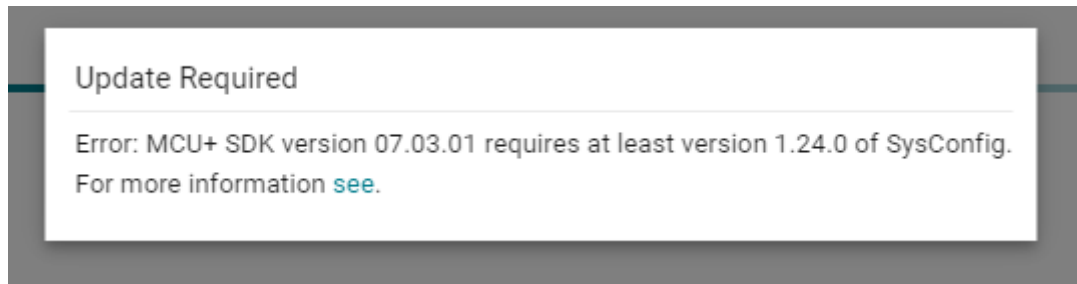 Update Required
Error: MCU+ SDK version 07.03.01 requires at least version 1.24.0 of SysConfig.
For more information see.